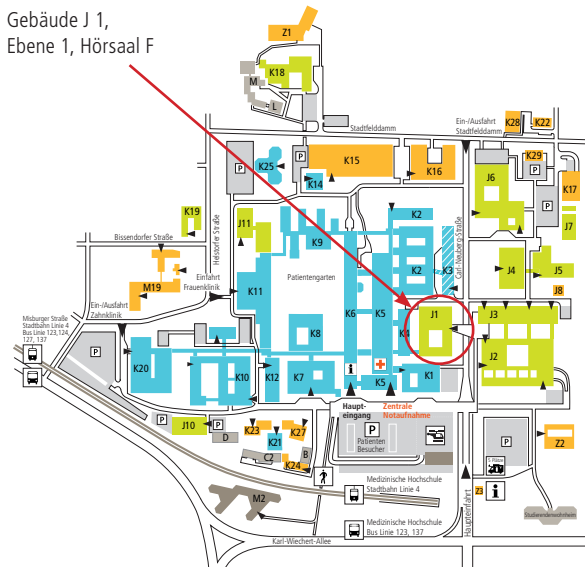 Gebäude J 1,
Ebene 1, Hörsaal F
Z1
K18
M
L
Stadtfelddamm
Ein-/Ausfahrt
Stadtfelddamm
K28
K22
P
K25
P
K14
K15
K16
J6
K29
P
K17
J7
K19
Helstorfer Straße
J11
K9
K2
K2
K3
Carl-Neuberg-Straße
Bissendorfer Straße
Patientengarten
J4
J5
M19
Einfahrt
Frauenklinik
K11
K6
K5
J8
Ein-/Ausfahrt
Zahnklinik
K8
K4
J1
J3
J2
Misburger Straße
Stadtbahn Linie 4
Bus Linie 123,124,
127, 137
P
K20
K10
K12
K7
i
K5
K1
Haupt-
eingang
Zentrale
Notaufnahme
P
J10
P
D
K23
K21
K27
C2
K24
B
P
Patienten
Besucher
P
Z2
5 Plätze
M2
Medizinische Hochschule
Stadtbahn Linie 4
Haupteinfahrt
Z3
i
Studierendenwohnheim
Medizinische Hochschule
Bus Linie 123, 137
Karl-Wiechert-Allee